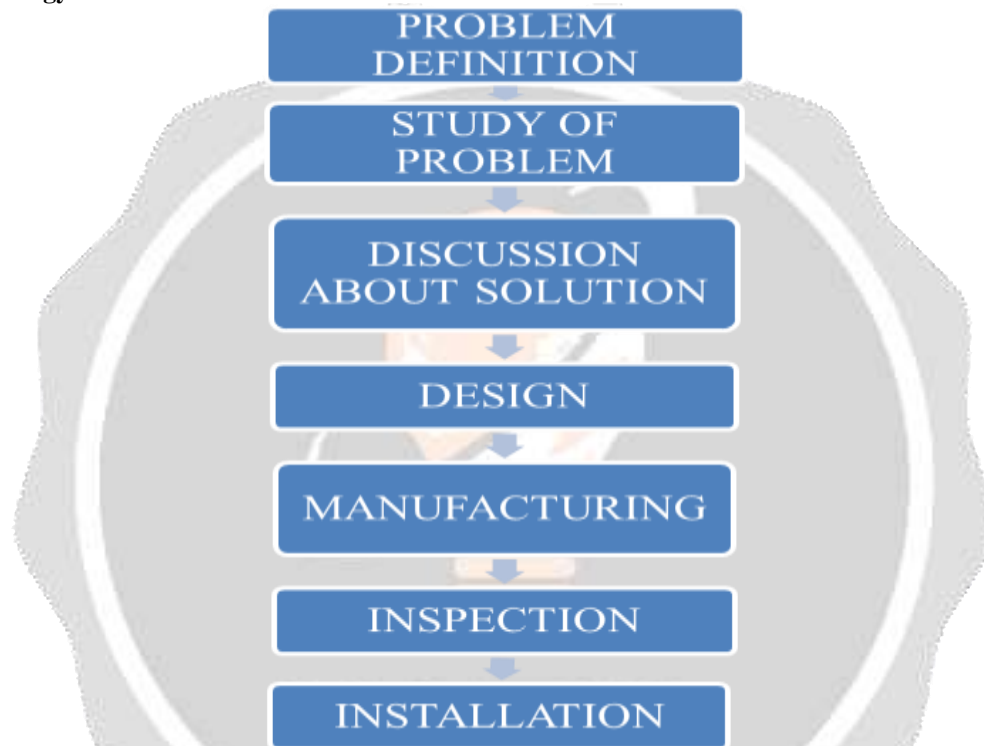 PROBLEM
DEFINITION
STUDY OF
PROBLEM
DISCUSSION
ABOUT SOLUTION
DESIGN
MANUFACTURING
INSPECTION
INSTALLATION